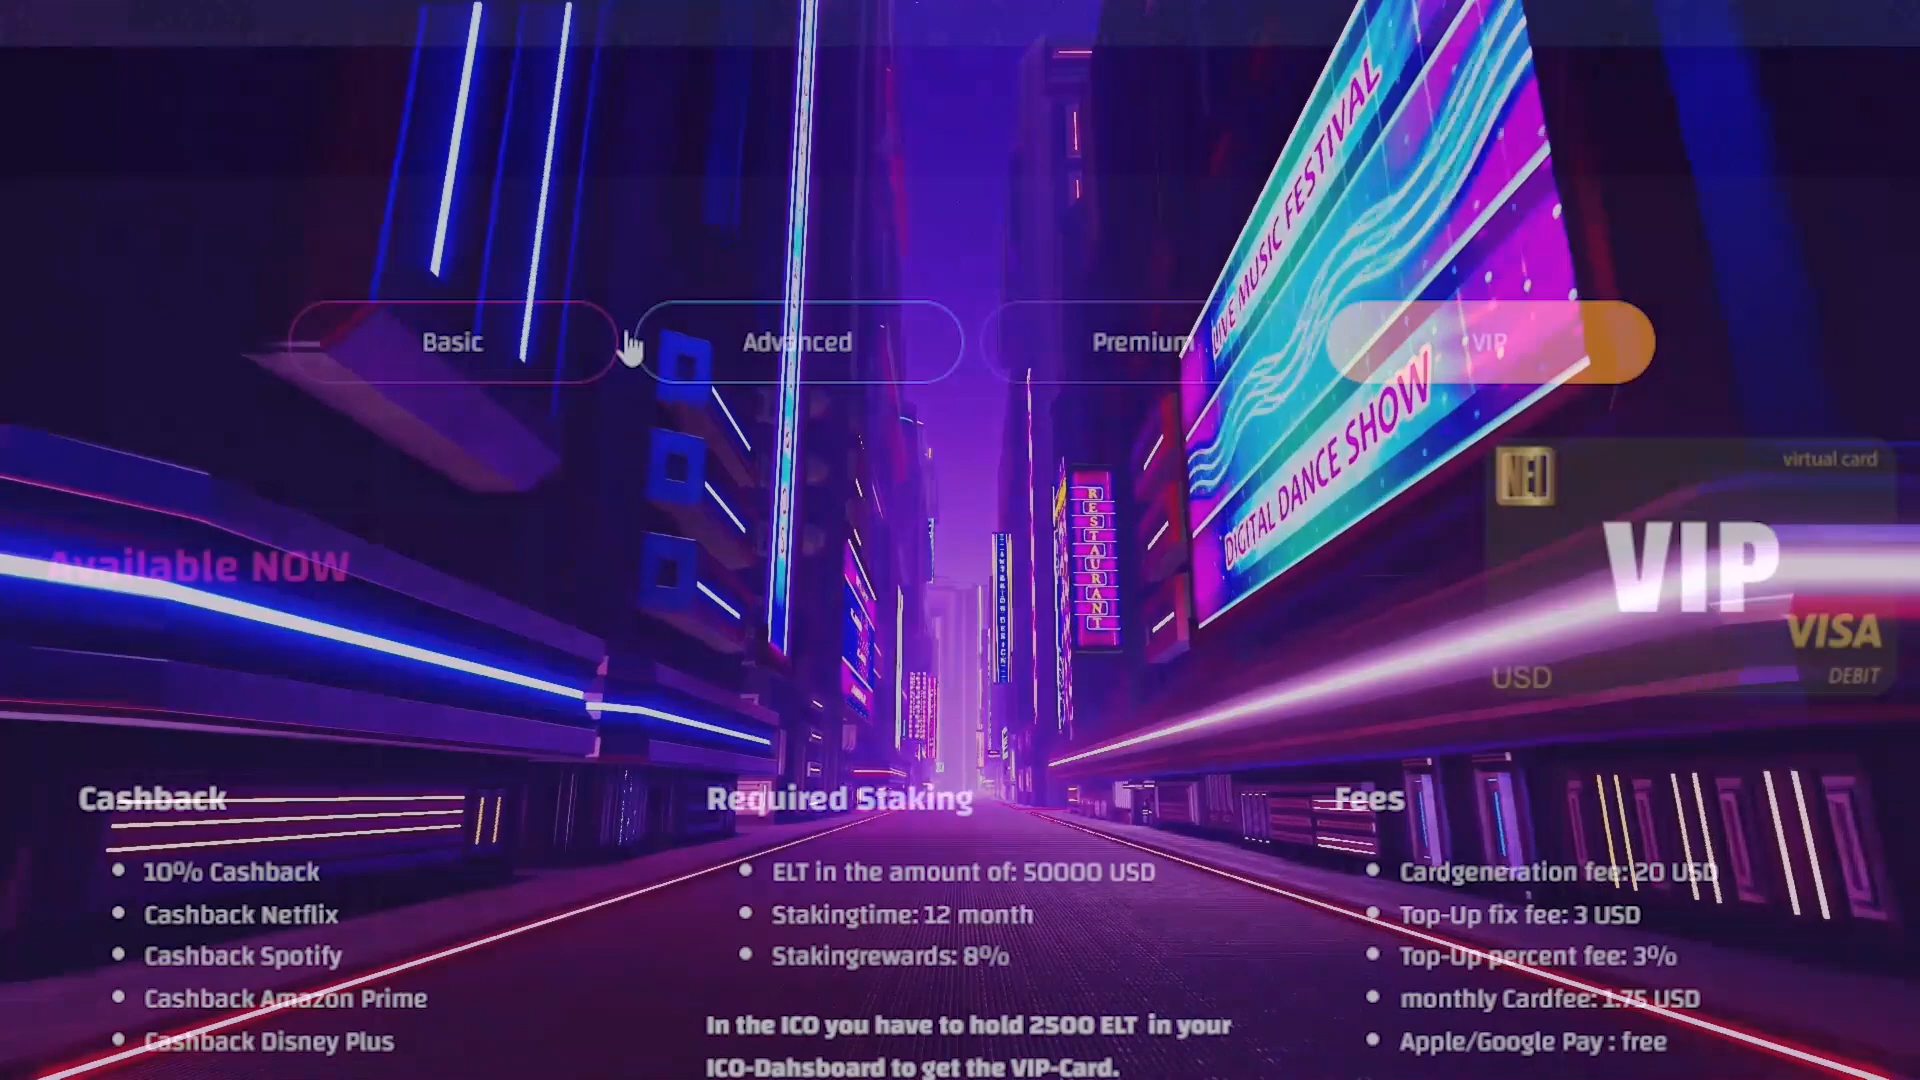 LIVE MUSIC FESTIVAL
Basic
Advanced
Premium
VIP
DIGITAL DANCE SHOW
RESTAURANT
NEO
virtual card
VIP
Available NOW
VISA
USD
DEBIT
Cashback
10% Cashback
Cashback Netflix
Cashback Spotify
Cashback Amazon Prime
Cashback Disney Plus
Required Staking
ELT in the amount of: 50000 USD
Stakingtime: 12 month
Stakingrewards: 8%
In the ICO you have to hold 2500 ELT in your
ICO-Dahsboard to get the VIP-Card.
Fees
Cardgeneration fee: 20 USD
Top-Up fix fee: 3 USD
Top-Up percent fee: 3%
monthly Cardfee: 1.75 USD
Apple/Google Pay : free